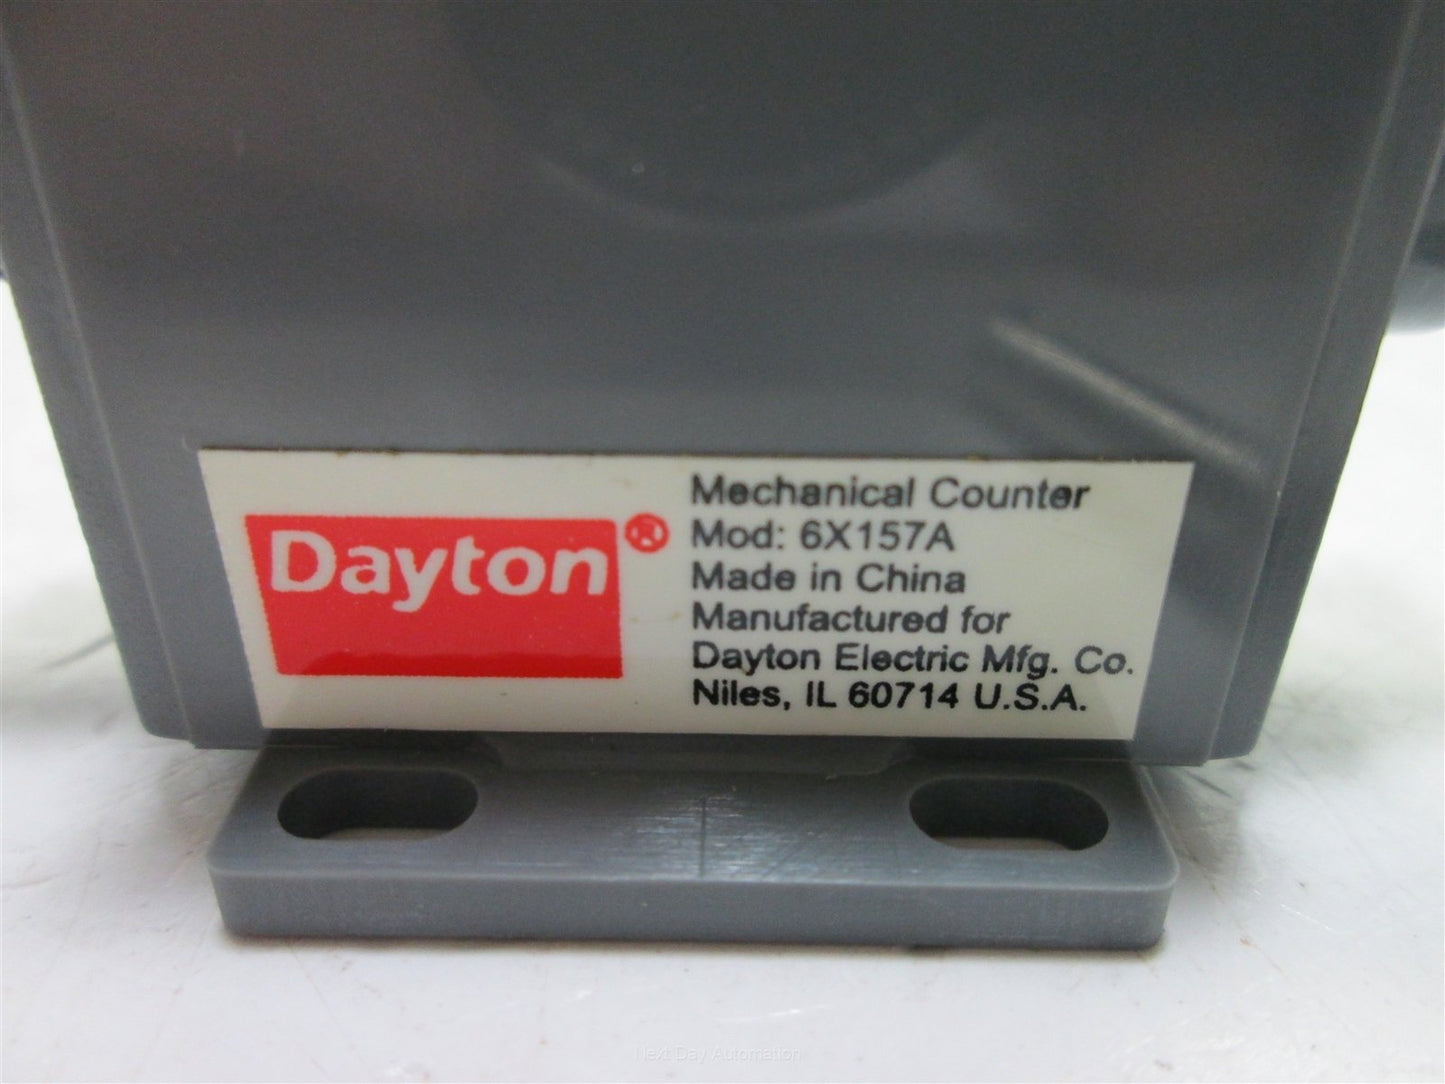 Dayton®
Mechanical Counter
Mod: 6X157A
Made in China
Manufactured for
Dayton Electric Mfg. Co.
Niles, IL 60714 U.S.A.
Next Day Automation